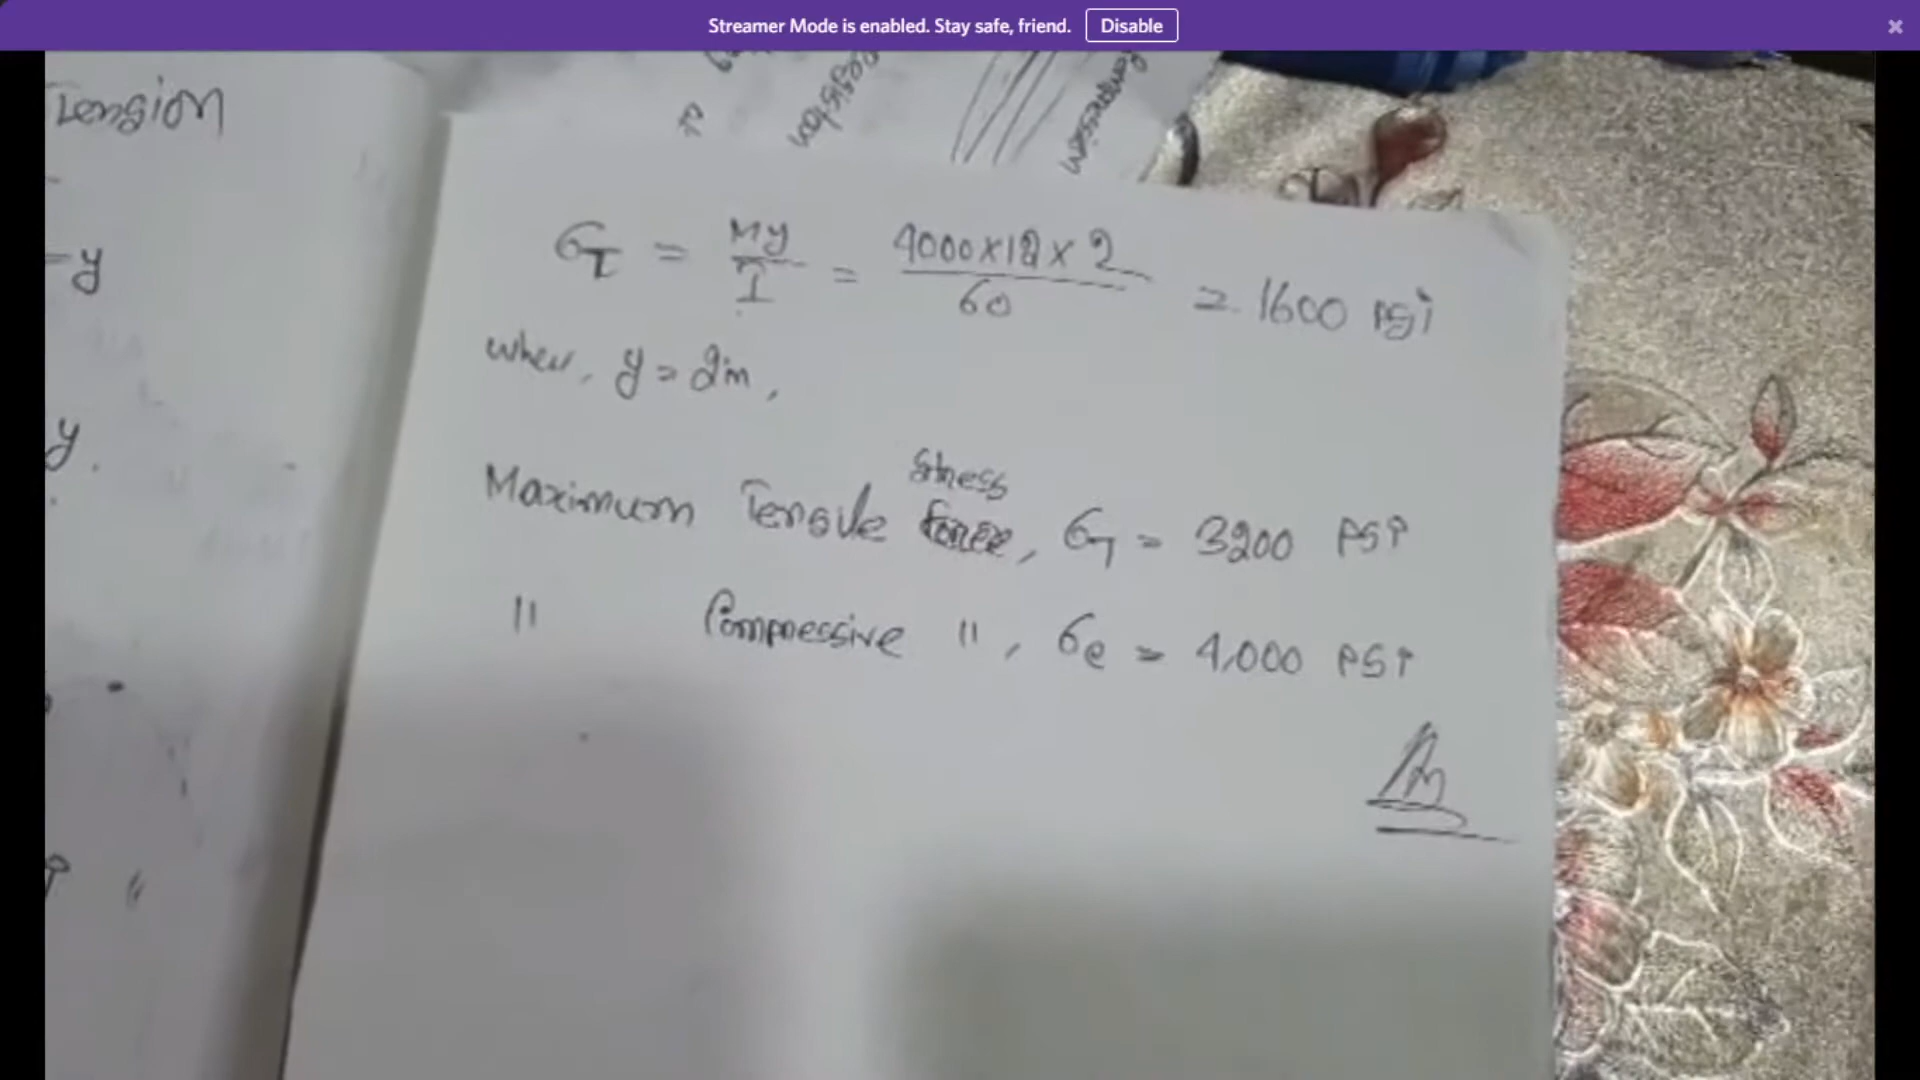 Streamer Mode is enabled. Stay safe, friend. Disable
Tension
Compression
= y
y.
σT = My / I = 4000×12×2 / 60 = 1600 psi
when, y = 2in,
Stress
Maximum Tensile force, σT = 3200 PSi
" Compressive ", σc = 4,000 PSi